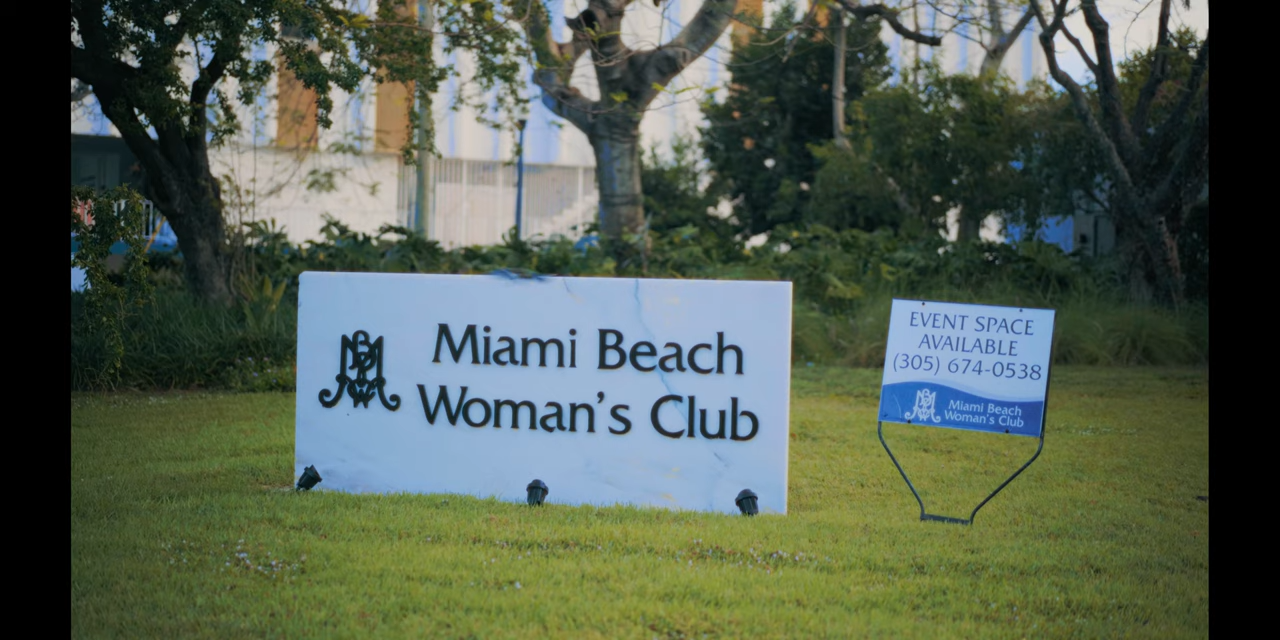 Miami Beach
Woman's Club
EVENT SPACE
AVAILABLE
(305) 674-0538
Miami Beach
Woman's Club